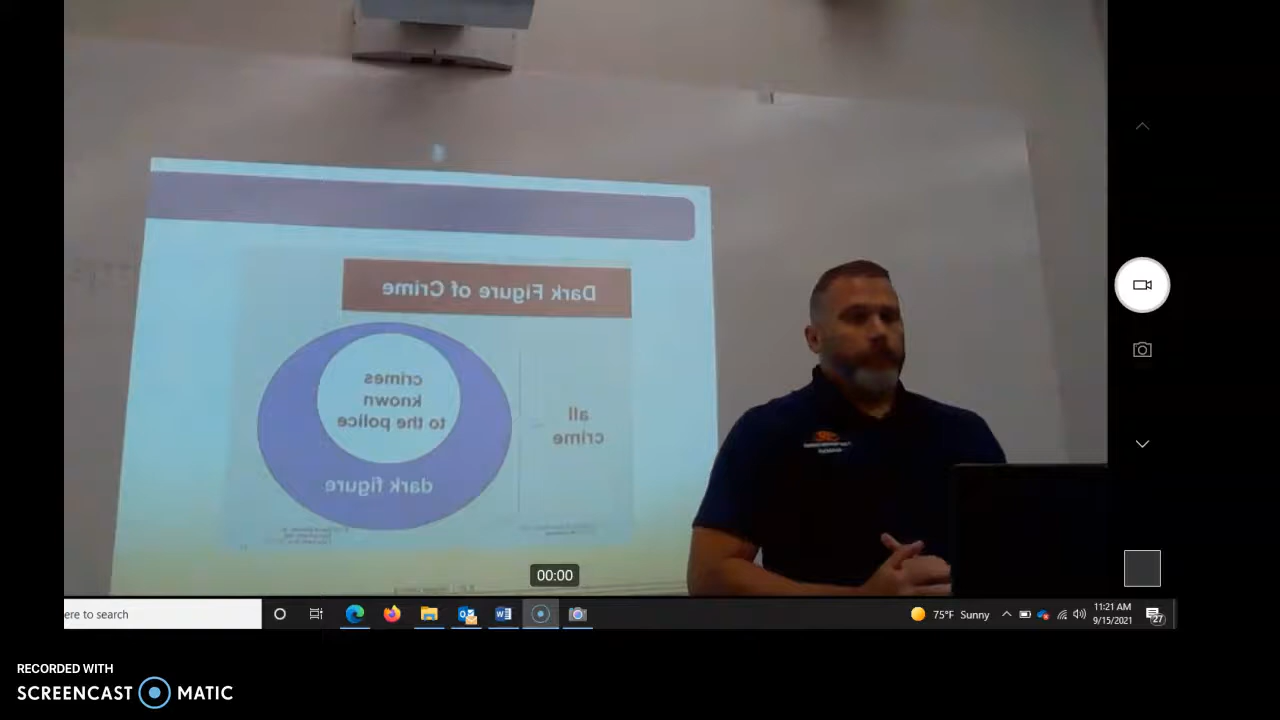 Dark Figure of Crime
crimes
known
to the police
dark figure
all
crime
00:00
ere to search
75°F Sunny
11:21 AM
9/15/2021
27
RECORDED WITH
SCREENCAST MATIC